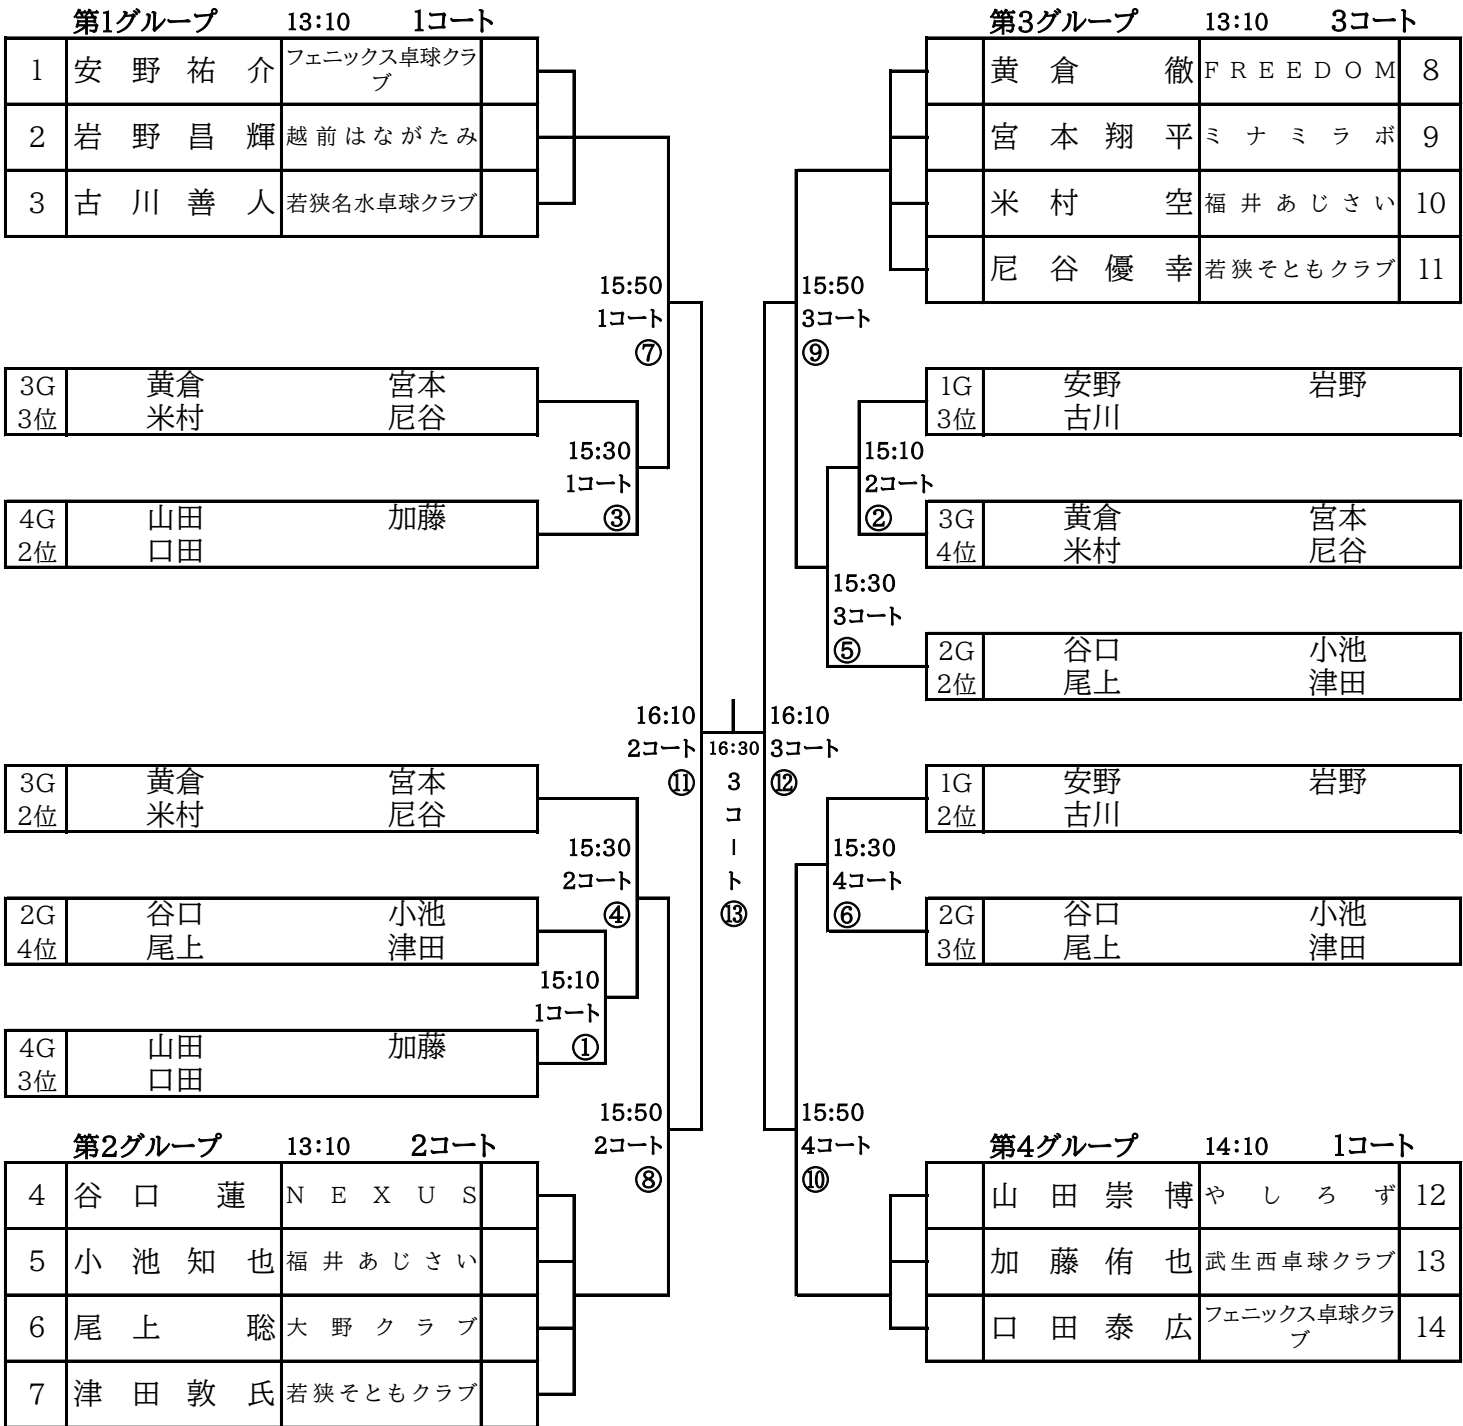 第1グループ 13:10 1コート
1 安野祐介 フェニックス卓球クラブ
2 岩野昌輝 越前はながたみ
3 古川善人 若狭名水卓球クラブ
15:50
1コート
⑦
3G 黄倉 宮本
3位 米村 尼谷
15:30
1コート
③
4G 山田 加藤
2位 口田
16:10
2コート
⑪
3G 黄倉 宮本
2位 米村 尼谷
15:30
2コート
④
2G 谷口 小池
4位 尾上 津田
15:10
1コート
①
4G 山田 加藤
3位 口田
15:50
2コート
⑧
第2グループ 13:10 2コート
4 谷口蓮 NEXUS
5 小池知也 福井あじさい
6 尾上聡 大野クラブ
7 津田敦氏 若狭そともクラブ
16:30
3コート
⑬
第3グループ 13:10 3コート
黄倉徹 FREEDOM 8
宮本翔平 ミナミラボ 9
米村空 福井あじさい 10
尼谷優幸 若狭そともクラブ 11
15:50
3コート
⑨
1G 安野 岩野
3位 古川
15:10
2コート
②
3G 黄倉 宮本
4位 米村 尼谷
15:30
3コート
⑤
2G 谷口 小池
2位 尾上 津田
16:10
3コート
⑫
1G 安野 岩野
2位 古川
15:30
4コート
⑥
2G 谷口 小池
3位 尾上 津田
15:50
4コート
⑩
第4グループ 14:10 1コート
山田崇博 やしろず 12
加藤侑也 武生西卓球クラブ 13
口田泰広 フェニックス卓球クラブ 14